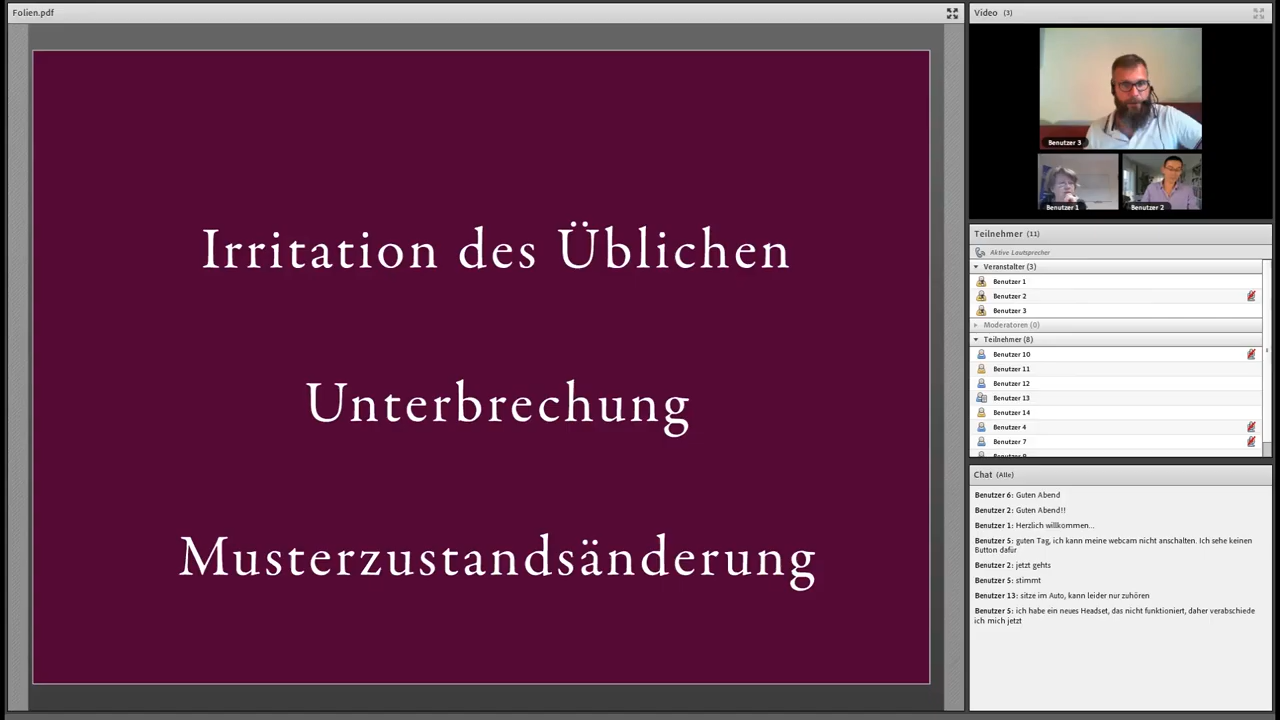 Folien.pdf
Irritation des Üblichen
Unterbrechung
Musterzustandsänderung
Video (3)
Benutzer 3
Benutzer 1
Benutzer 2
Teilnehmer (11)
Aktive Lautsprecher
Veranstalter (3)
Benutzer 1
Benutzer 2
Benutzer 3
Moderatoren (0)
Teilnehmer (8)
Benutzer 10
Benutzer 11
Benutzer 12
Benutzer 13
Benutzer 14
Benutzer 4
Benutzer 7
Chat (Alle)
Benutzer 6: Guten Abend
Benutzer 2: Guten Abend!!
Benutzer 1: Herzlich willkommen...
Benutzer 5: guten Tag, ich kann meine webcam nicht anschalten. Ich sehe keinen
Button dafür
Benutzer 2: jetzt gehts
Benutzer 5: stimmt
Benutzer 13: sitze im Auto, kann leider nur zuhören
Benutzer 5: ich habe ein neues Headset, das nicht funktioniert, daher verabschiede
ich mich jetzt